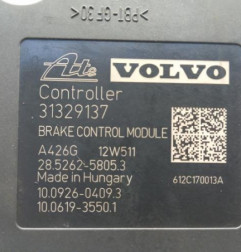 >PBT-GF30<
Ate VOLVO
Controller
31329137
BRAKE CONTROL MODULE
A426G 12W511
28.5262-5805.3
Made in Hungary 612C170013A
10.0926-0409.3
10.0619-3550.1